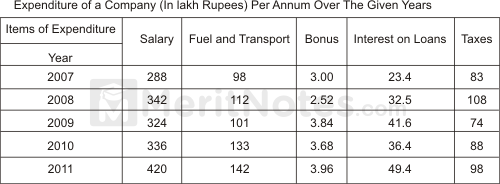 Expenditure of a Company (In lakh Rupees) Per Annum Over The Given Years
Items of Expenditure Salary Fuel and Transport Bonus Interest on Loans Taxes
Year
2007 288 98 3.00 23.4 83
2008 342 112 2.52 32.5 108
2009 324 101 3.84 41.6 74
2010 336 133 3.68 36.4 88
2011 420 142 3.96 49.4 98
MeritNotes.com